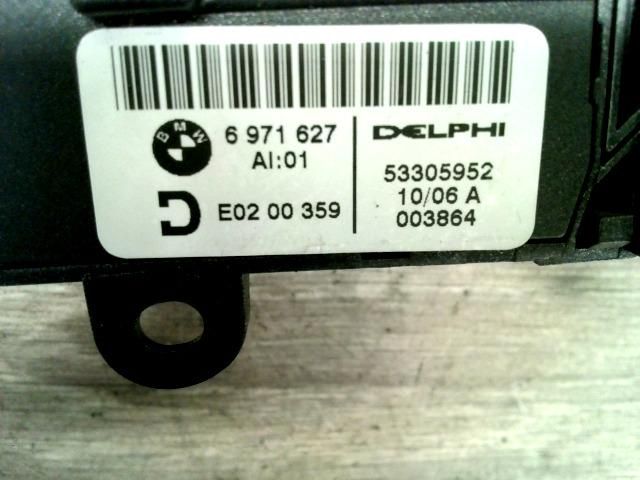 BMW
6 971 627
AI:01
E02 00 359
DELPHI
53305952
10/06 A
003864